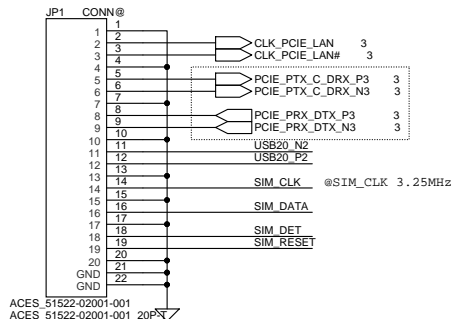 JP1 CONN@
1 1
2 2 CLK_PCIE_LAN 3
3 3 CLK_PCIE_LAN# 3
4 4
5 5 PCIE_PTX_C_DRX_P3 3
6 6 PCIE_PTX_C_DRX_N3 3
7 7
8 8 PCIE_PRX_DTX_P3 3
9 9 PCIE_PRX_DTX_N3 3
10 10
11 11 USB20_N2
12 12 USB20_P2
13 13
14 14 SIM_CLK @SIM_CLK 3.25MHz
15 15
16 16 SIM_DATA
17 17
18 18 SIM_DET
19 19 SIM_RESET
20 20
GND 21
GND 22
ACES_51522-02001-001
ACES_51522-02001-001_20P-T